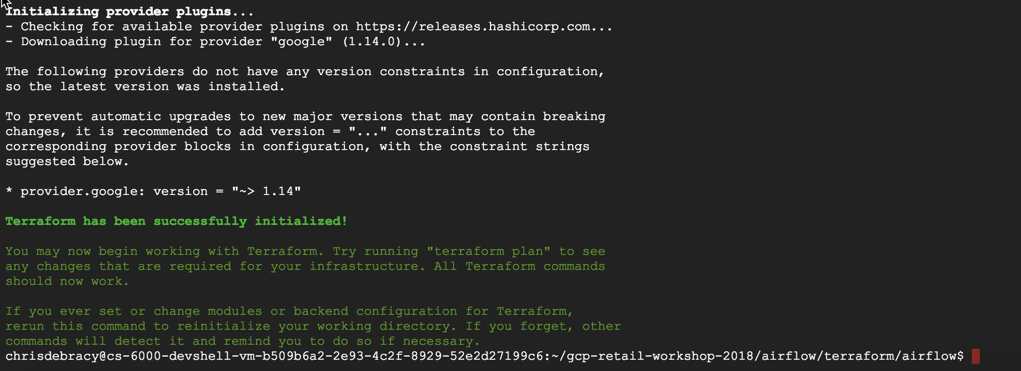 Initializing provider plugins...
- Checking for available provider plugins on https://releases.hashicorp.com...
- Downloading plugin for provider "google" (1.14.0)...
The following providers do not have any version constraints in configuration,
so the latest version was installed.
To prevent automatic upgrades to new major versions that may contain breaking
changes, it is recommended to add version = "..." constraints to the
corresponding provider blocks in configuration, with the constraint strings
suggested below.
* provider.google: version = "~> 1.14"
Terraform has been successfully initialized!
You may now begin working with Terraform. Try running "terraform plan" to see
any changes that are required for your infrastructure. All Terraform commands
should now work.
If you ever set or change modules or backend configuration for Terraform,
rerun this command to reinitialize your working directory. If you forget, other
commands will detect it and remind you to do so if necessary.
chrisdebracy@cs-6000-devshell-vm-b509b6a2-2e93-4c2f-8929-52e2d27199c6:~/gcp-retail-workshop-2018/airflow/terraform/airflow$